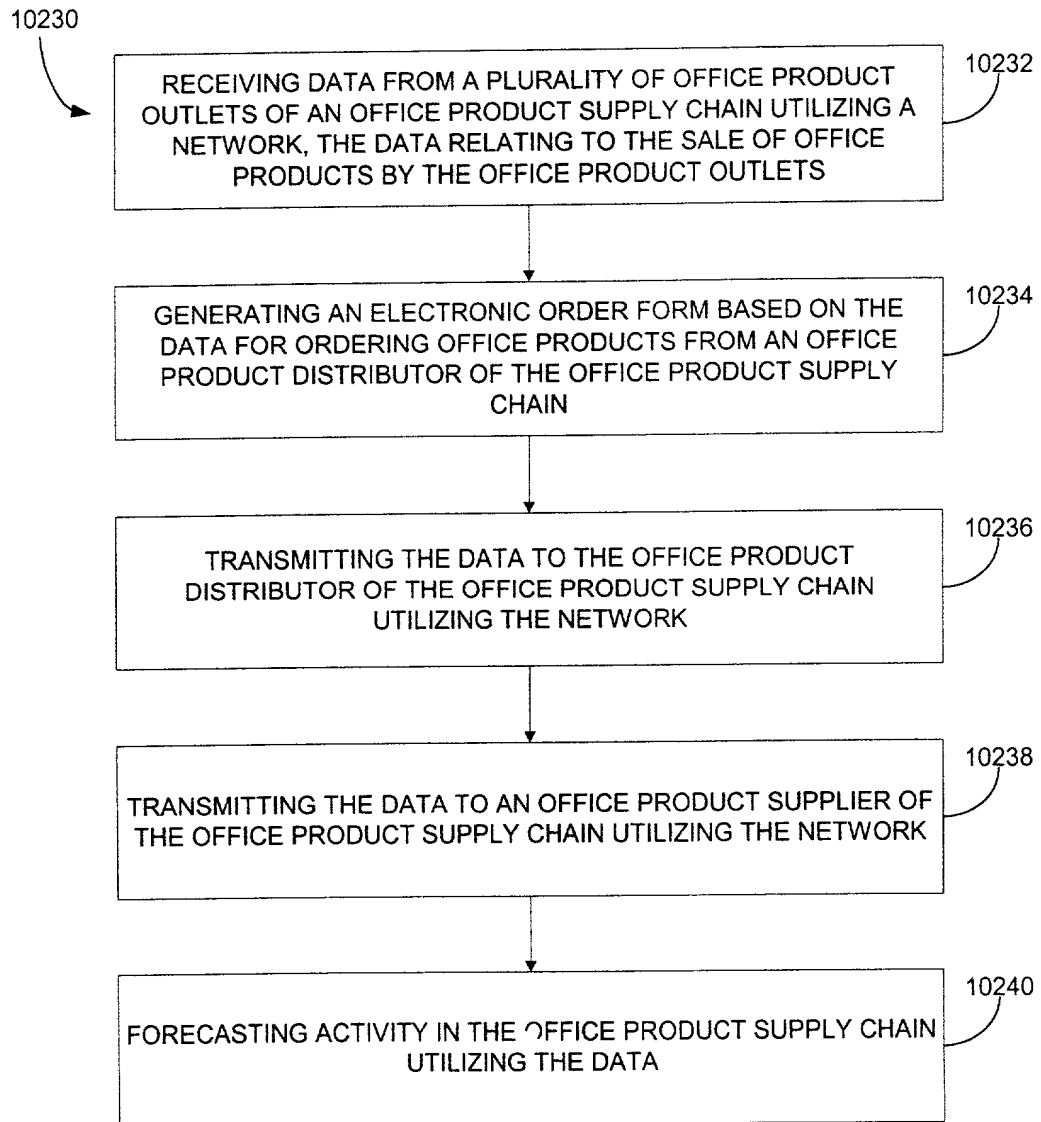 10230
RECEIVING DATA FROM A PLURALITY OF OFFICE PRODUCT
OUTLETS OF AN OFFICE PRODUCT SUPPLY CHAIN UTILIZING A
NETWORK, THE DATA RELATING TO THE SALE OF OFFICE
PRODUCTS BY THE OFFICE PRODUCT OUTLETS
10232
GENERATING AN ELECTRONIC ORDER FORM BASED ON THE
DATA FOR ORDERING OFFICE PRODUCTS FROM AN OFFICE
PRODUCT DISTRIBUTOR OF THE OFFICE PRODUCT SUPPLY
CHAIN
10234
TRANSMITTING THE DATA TO THE OFFICE PRODUCT
DISTRIBUTOR OF THE OFFICE PRODUCT SUPPLY CHAIN
UTILIZING THE NETWORK
10236
TRANSMITTING THE DATA TO AN OFFICE PRODUCT SUPPLIER OF
THE OFFICE PRODUCT SUPPLY CHAIN UTILIZING THE NETWORK
10238
FORECASTING ACTIVITY IN THE OFFICE PRODUCT SUPPLY CHAIN
UTILIZING THE DATA
10240